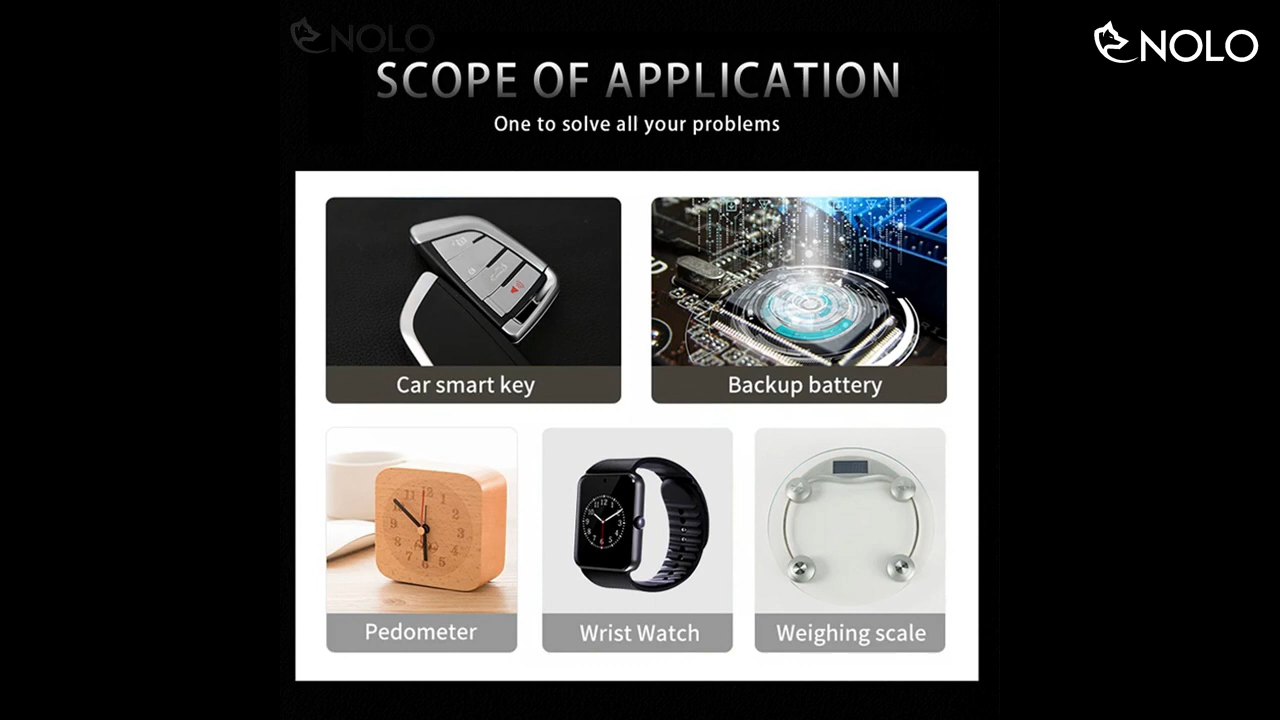 NOLO
NOLO
SCOPE OF APPLICATION
One to solve all your problems
Car smart key
Backup battery
Pedometer
Wrist Watch
Weighing scale